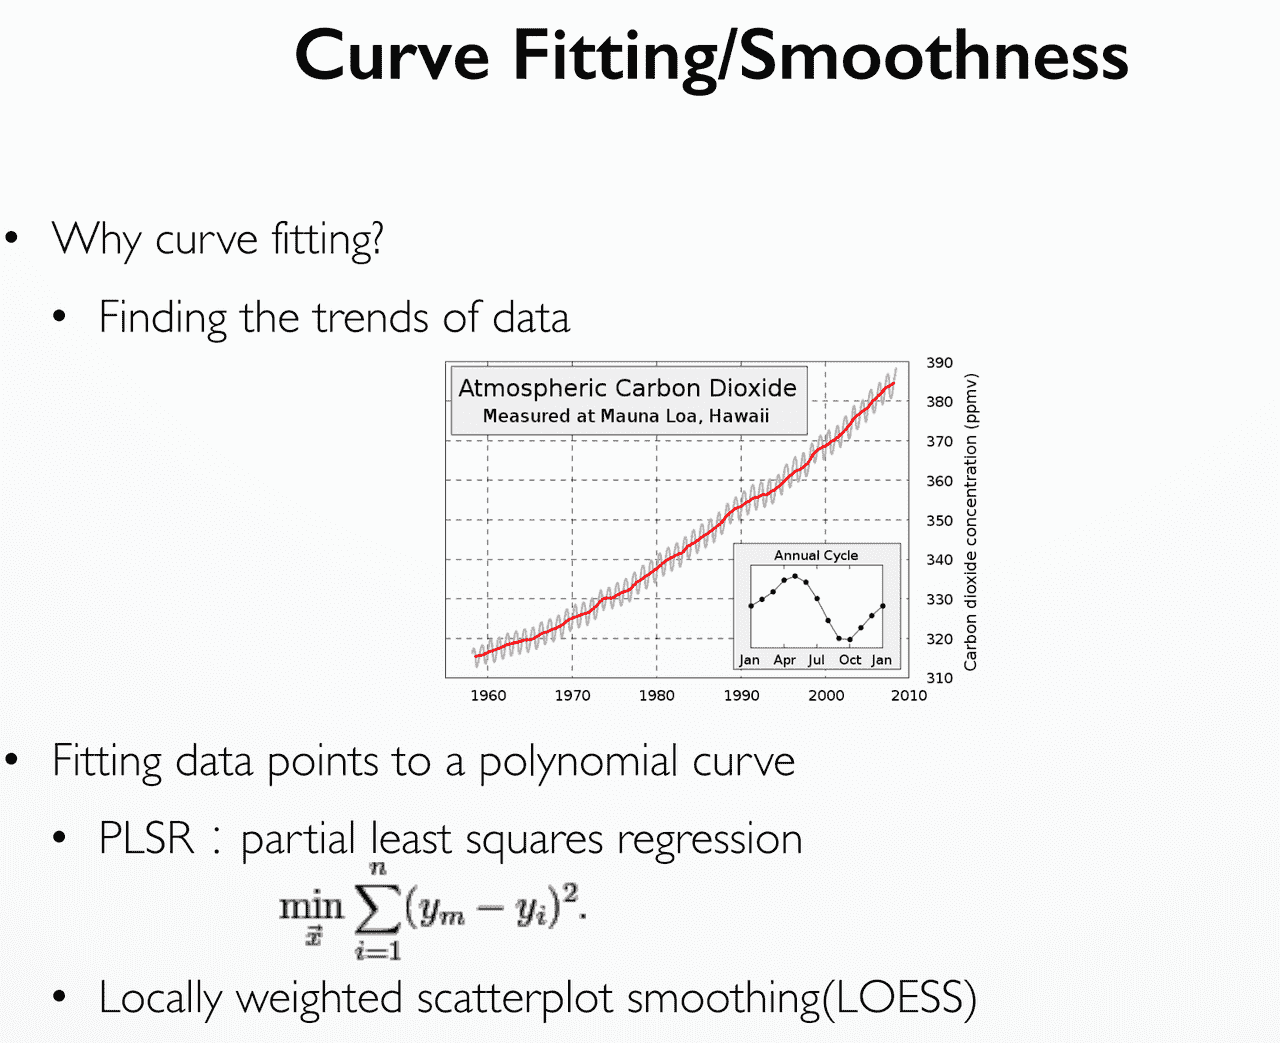 Curve Fitting/Smoothness
• Why curve fitting?
• Finding the trends of data
Atmospheric Carbon Dioxide
Measured at Mauna Loa, Hawaii
390
380
370
360
350
340
330
320
310
Carbon dioxide concentration (ppmv)
Annual Cycle
Jan Apr Jul Oct Jan
1960 1970 1980 1990 2000 2010
• Fitting data points to a polynomial curve
• PLSR : partial least squares regression
n
min ∑ (yₘ − yᵢ)².
x⃗ i=1
• Locally weighted scatterplot smoothing(LOESS)